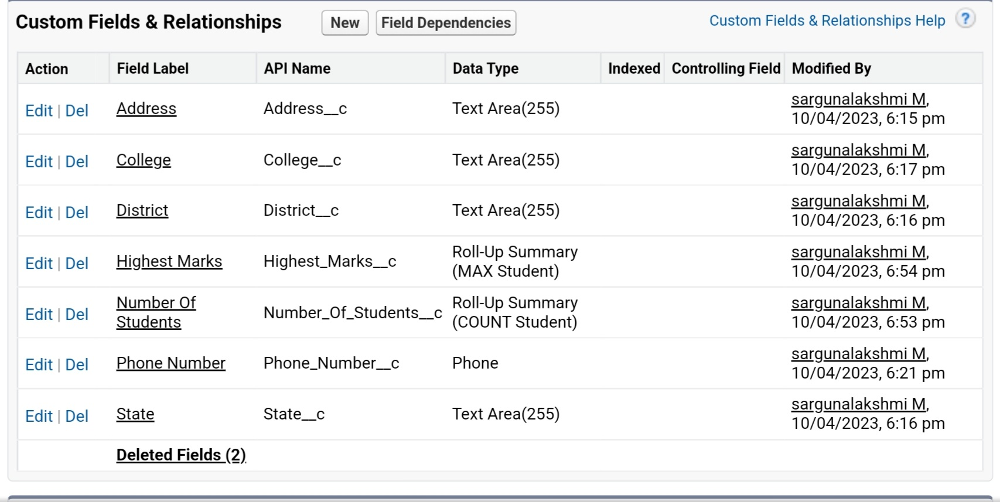 Custom Fields & Relationships New Field Dependencies Custom Fields & Relationships Help ?
Action Field Label API Name Data Type Indexed Controlling Field Modified By
Edit | Del Address Address__c Text Area(255) sargunalakshmi M,
10/04/2023, 6:15 pm
Edit | Del College College__c Text Area(255) sargunalakshmi M,
10/04/2023, 6:17 pm
Edit | Del District District__c Text Area(255) sargunalakshmi M,
10/04/2023, 6:16 pm
Edit | Del Highest Marks Highest_Marks__c Roll-Up Summary
(MAX Student) sargunalakshmi M,
10/04/2023, 6:54 pm
Edit | Del Number Of
Students Number_Of_Students__c Roll-Up Summary
(COUNT Student) sargunalakshmi M,
10/04/2023, 6:53 pm
Edit | Del Phone Number Phone_Number__c Phone sargunalakshmi M,
10/04/2023, 6:21 pm
Edit | Del State State__c Text Area(255) sargunalakshmi M,
10/04/2023, 6:16 pm
Deleted Fields (2)